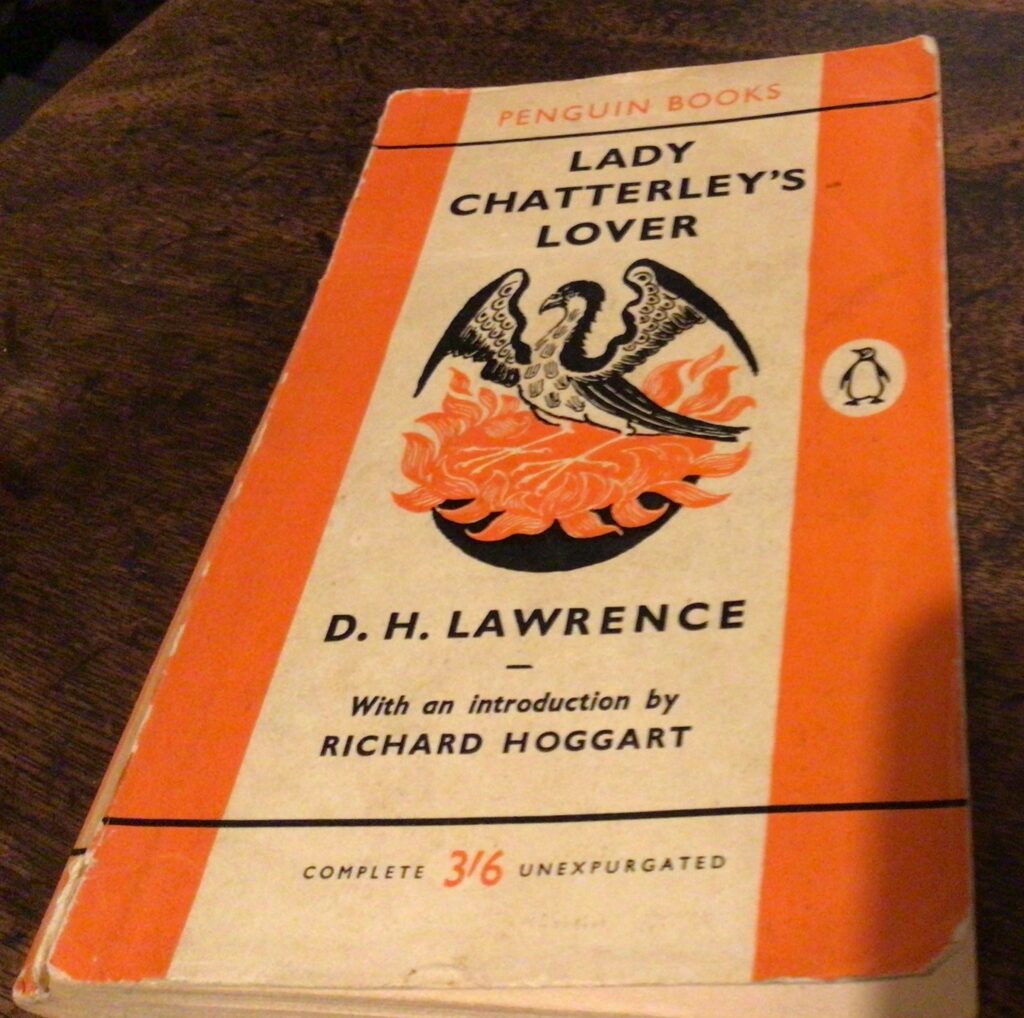 PENGUIN BOOKS
LADY
CHATTERLEY'S
LOVER
D. H. LAWRENCE
—
With an introduction by
RICHARD HOGGART
COMPLETE 3/6 UNEXPURGATED